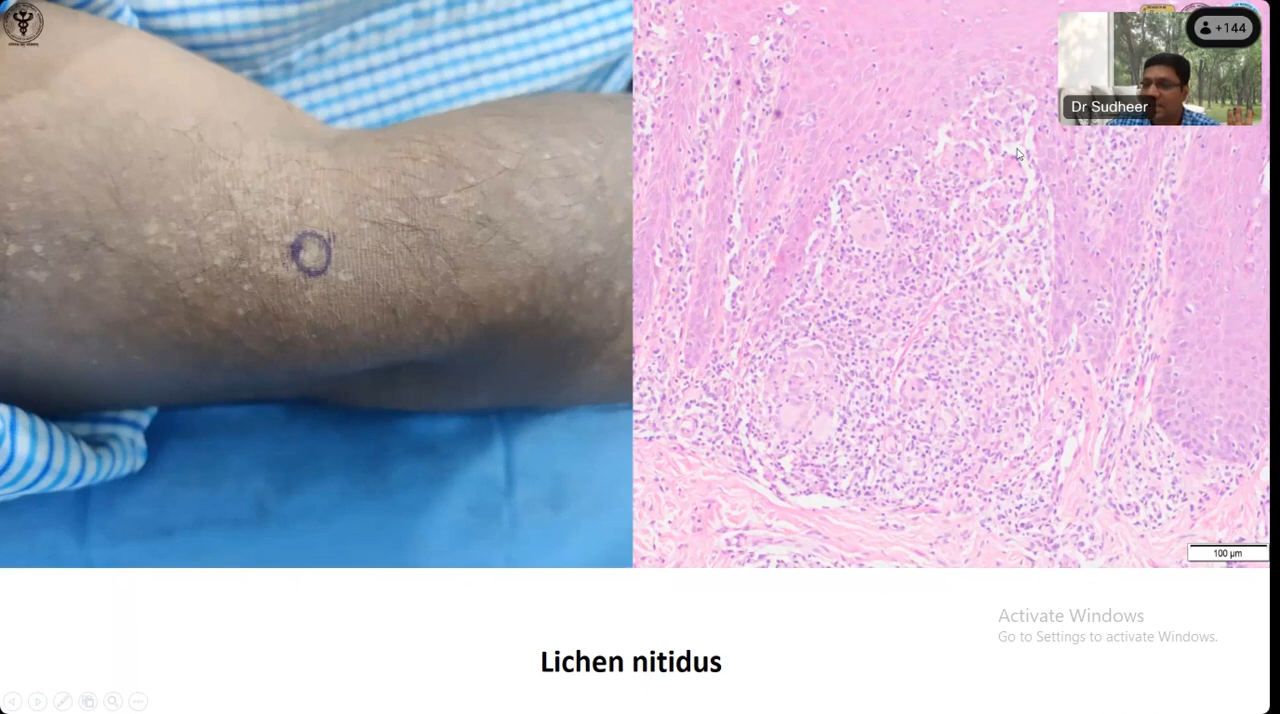 +144
Dr Sudheer
100 µm
Activate Windows
Go to Settings to activate Windows.
Lichen nitidus